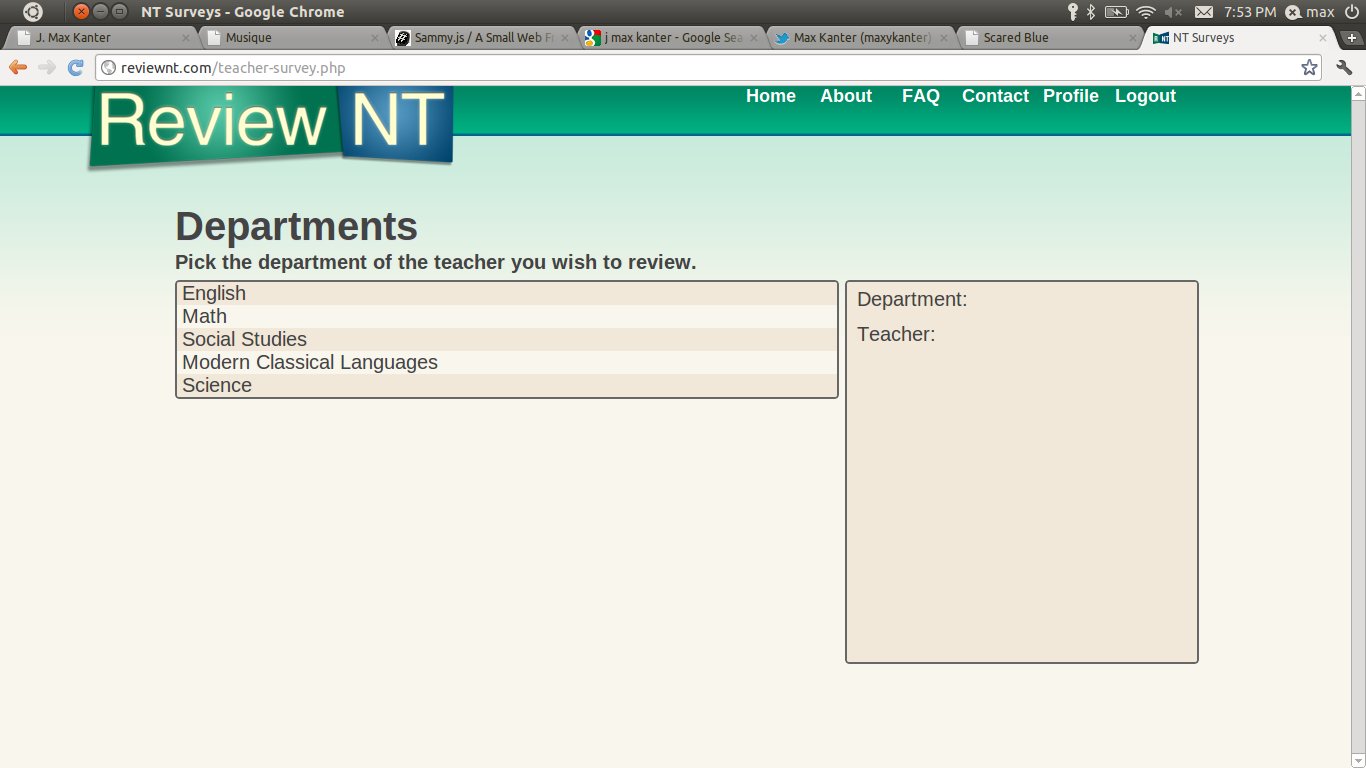 NT Surveys - Google Chrome
7:53 PM
max
J. Max Kanter
Musique
Sammy.js / A Small Web Fr
j max kanter - Google Sea
Max Kanter (maxykanter)
Scared Blue
NT Surveys
reviewnt.com/teacher-survey.php
Review NT
Home About FAQ Contact Profile Logout
Departments
Pick the department of the teacher you wish to review.
English
Math
Social Studies
Modern Classical Languages
Science
Department:
Teacher: